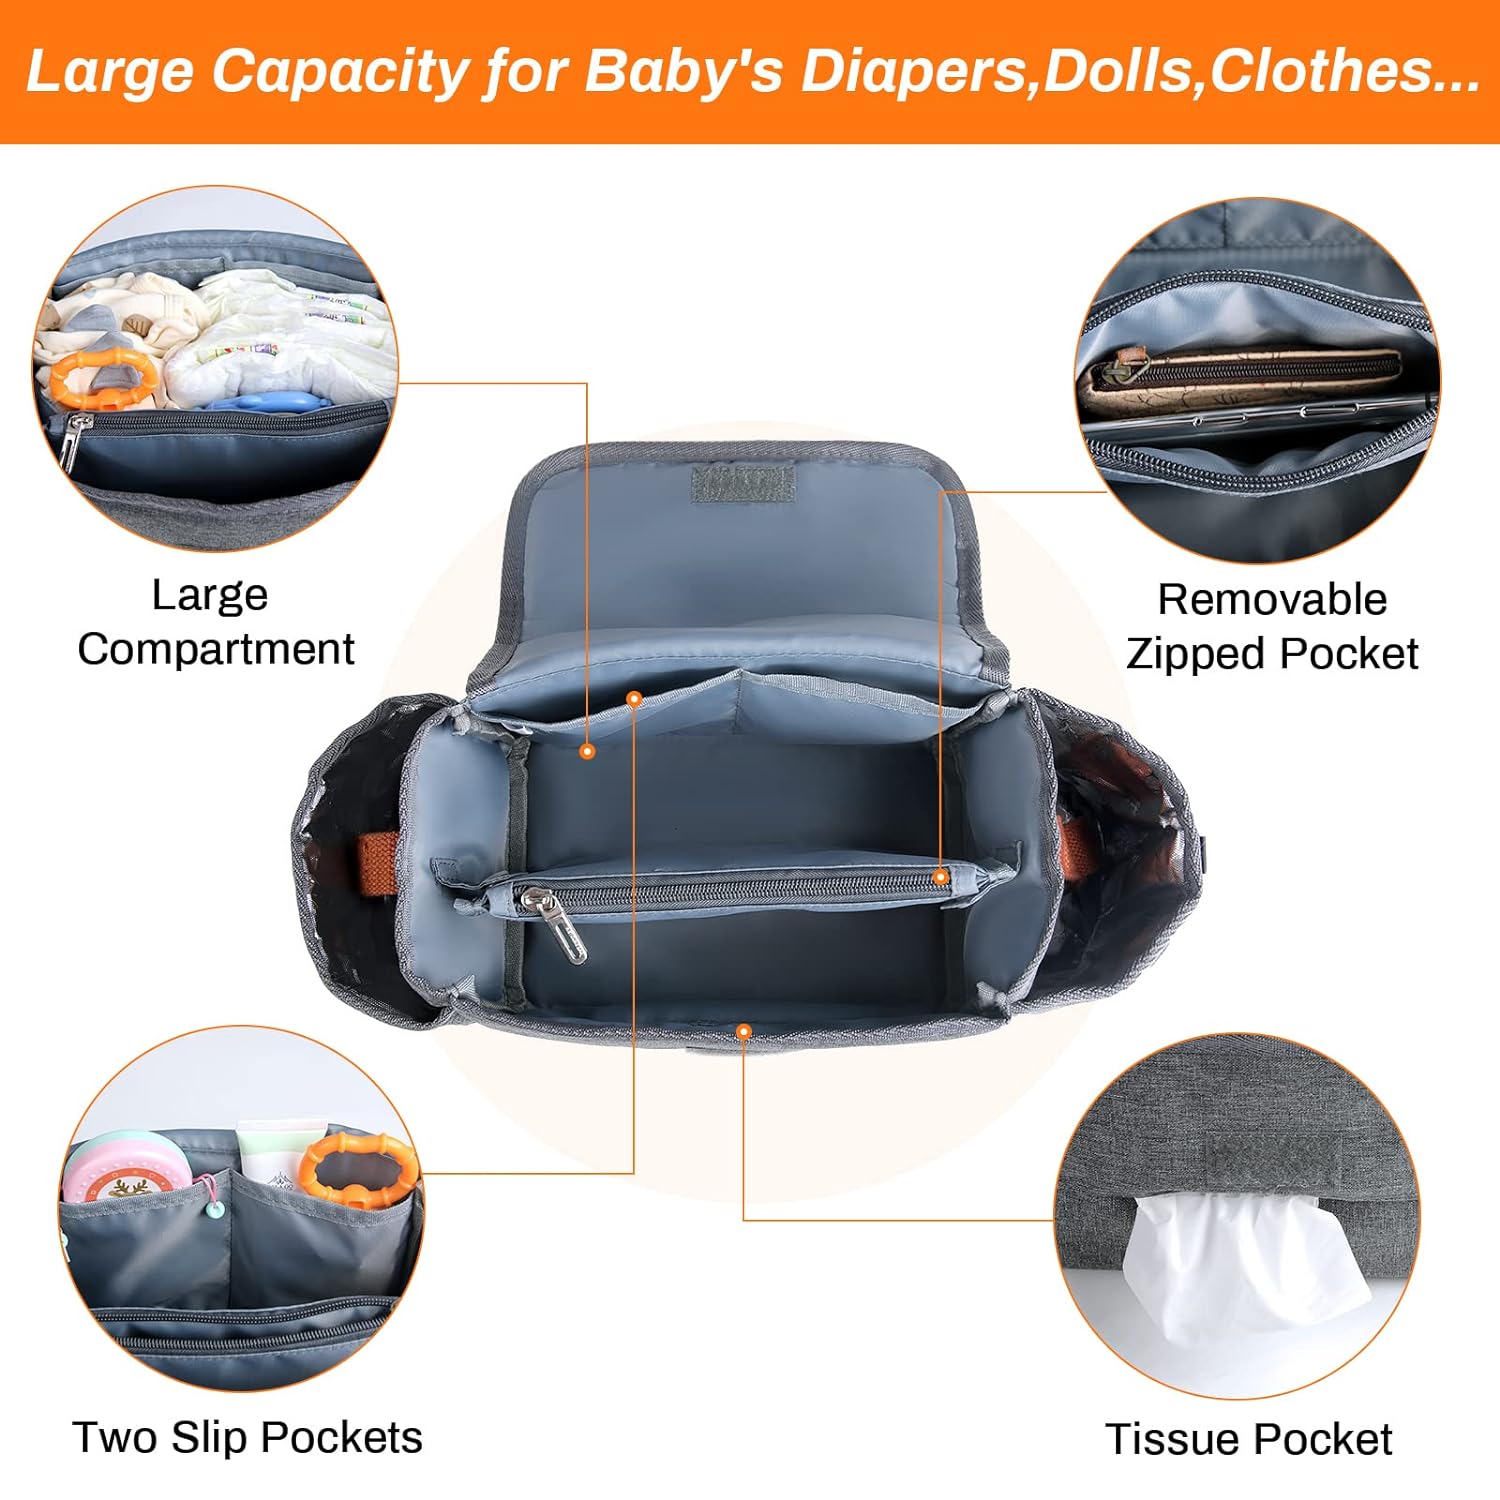 Large Capacity for Baby's Diapers,Dolls,Clothes...
Large
Compartment
Removable
Zipped Pocket
Two Slip Pockets
Tissue Pocket